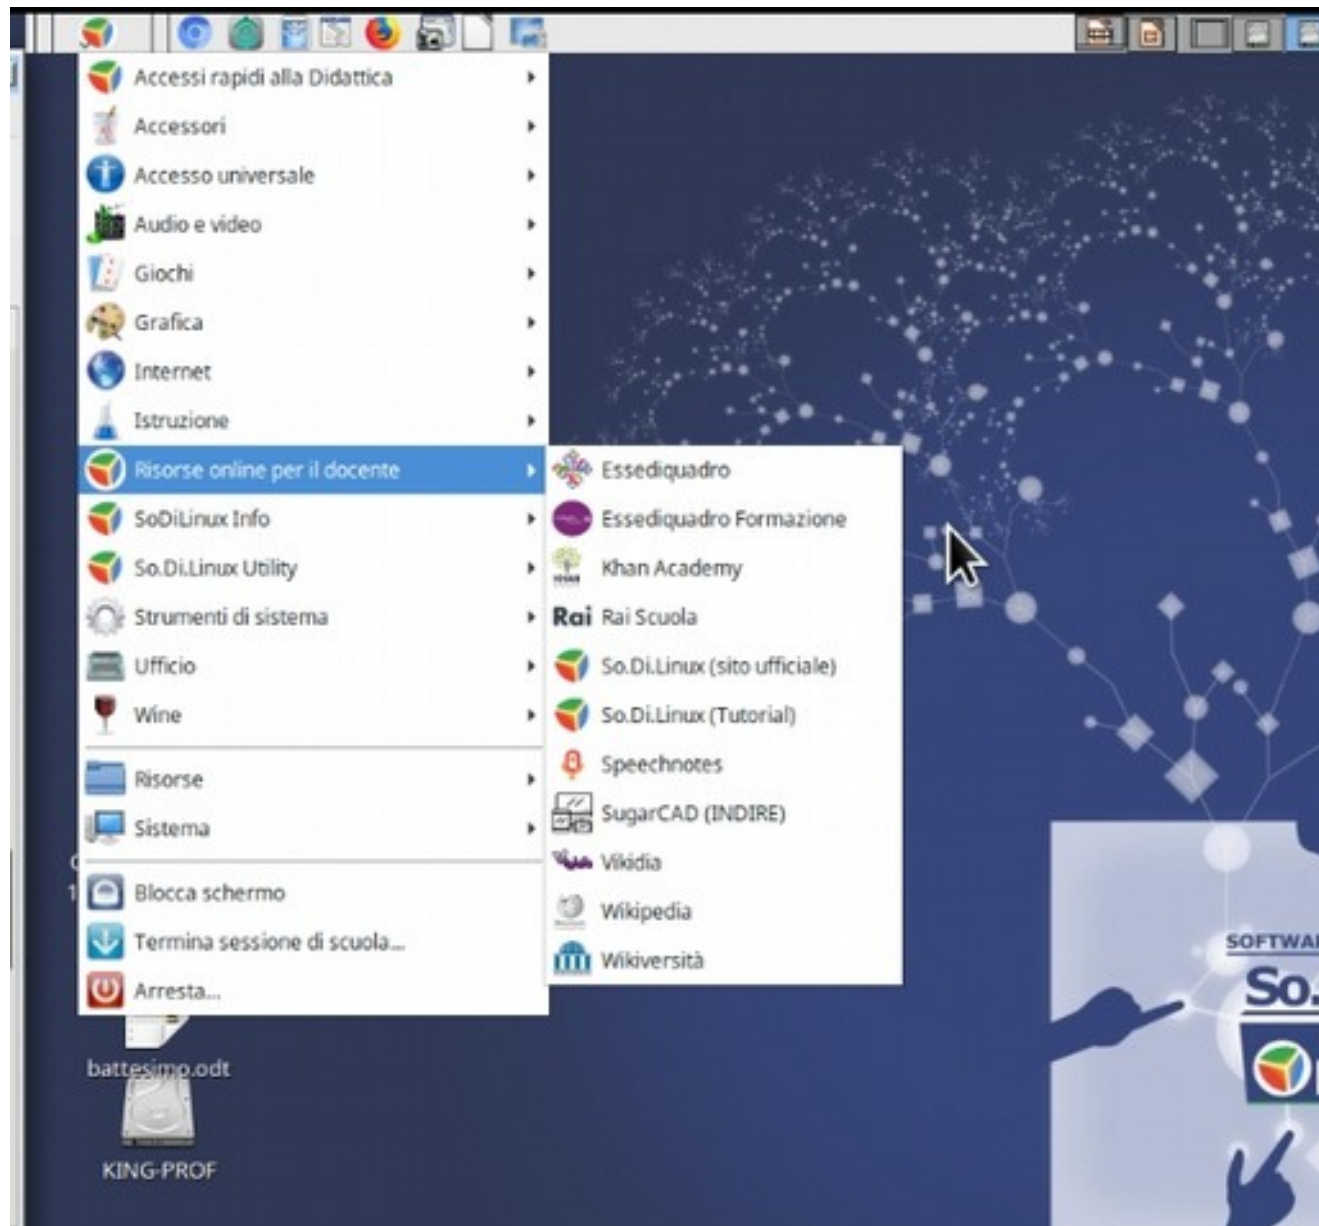 Accessi rapidi alla Didattica
Accessori
Accesso universale
Audio e video
Giochi
Grafica
Internet
Istruzione
Risorse online per il docente
SoDiLinux Info
So.Di.Linux Utility
Strumenti di sistema
Ufficio
Wine
Risorse
Sistema
Blocca schermo
Termina sessione di scuola...
Arresta...
Essediquadro
Essediquadro Formazione
Khan Academy
Rai Rai Scuola
So.Di.Linux (sito ufficiale)
So.Di.Linux (Tutorial)
Speechnotes
SugarCAD (INDIRE)
Vikidia
Wikipedia
Wikiversità
battesimo.odt
KING-PROF
SOFTWA
So.